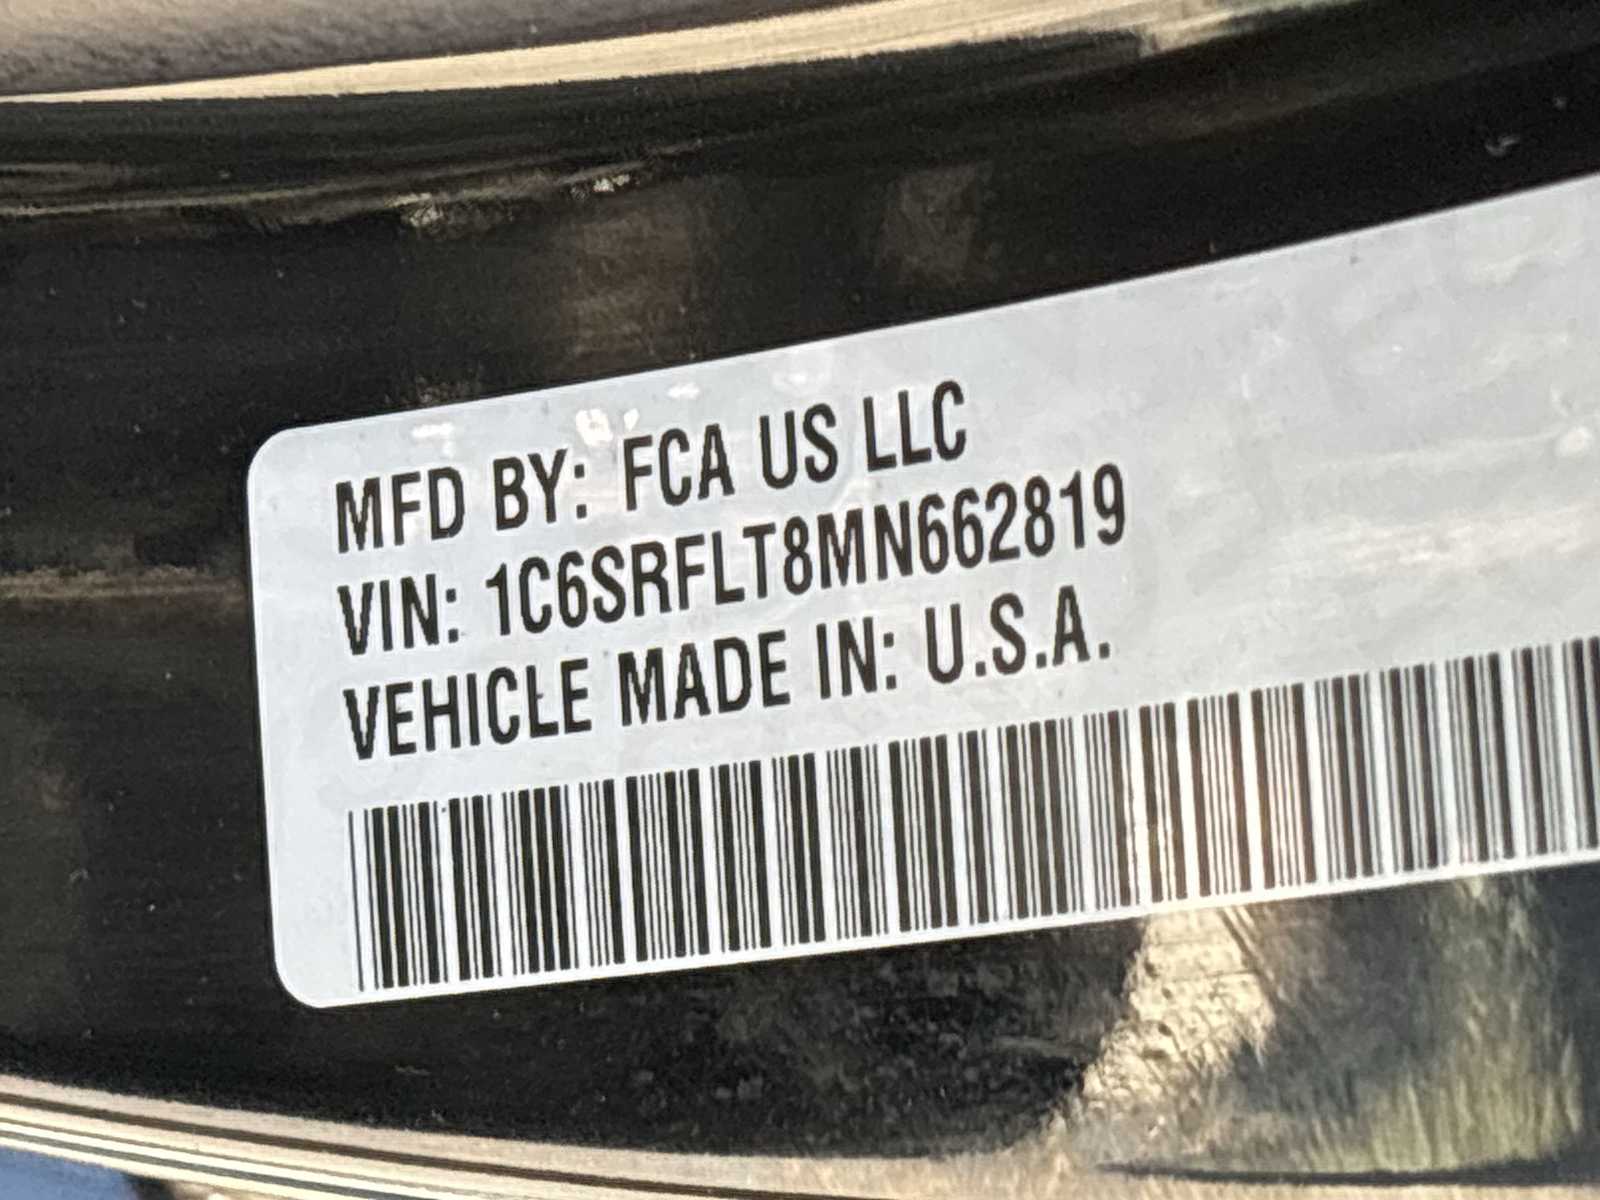 MFD BY: FCA US LLC
VIN: 1C6SRFLT8MN662819
VEHICLE MADE IN: U.S.A.